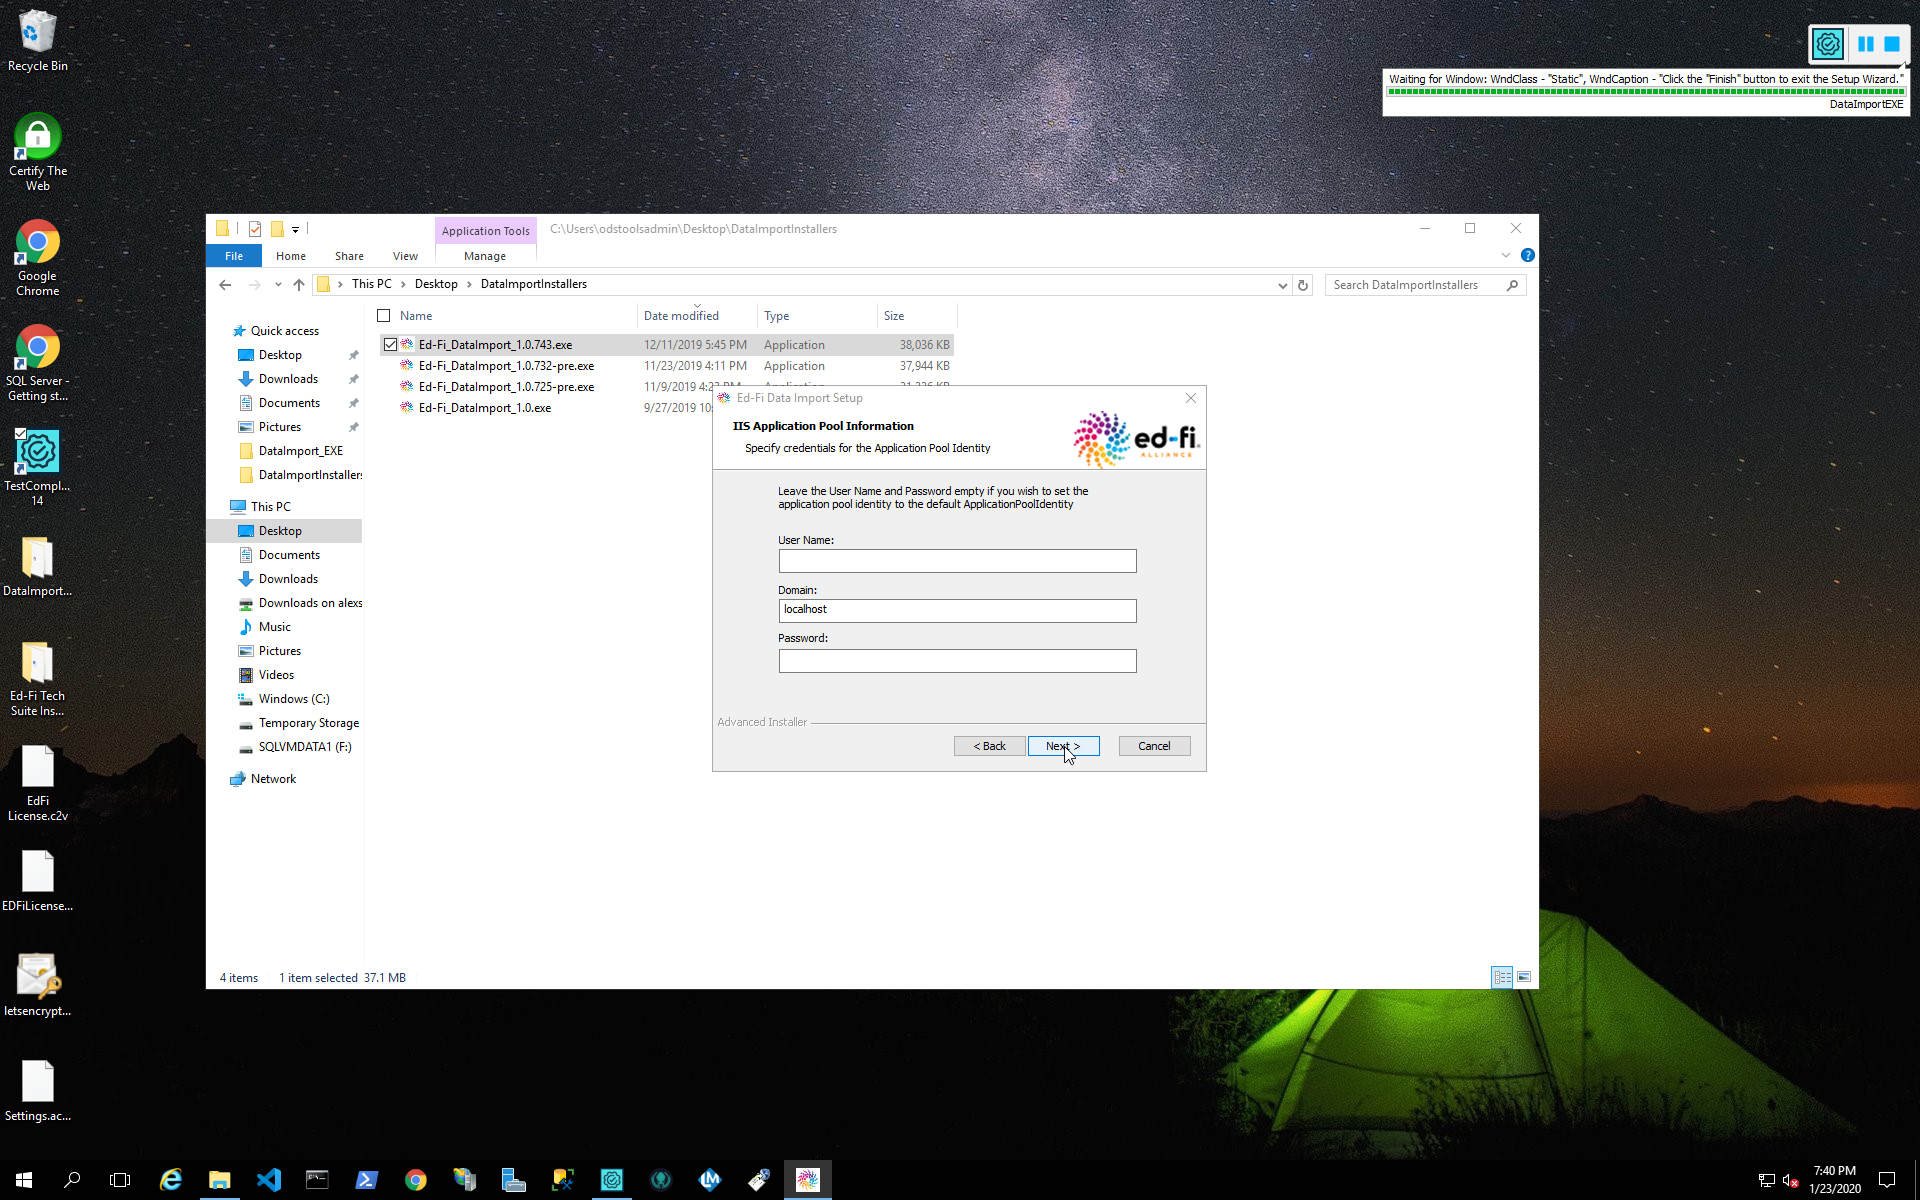 Recycle Bin
Certify The
Web
Google
Chrome
SQL Server -
Getting st...
TestCompl...
14
DataImport...
Ed-Fi Tech
Suite Ins...
EdFi
License.c2v
EDFiLicense...
letsencrypt...
Settings.ac...
Waiting for Window: WndClass - "Static", WndCaption - "Click the "Finish" button to exit the Setup Wizard."
DataImportEXE
Application Tools
C:\Users\odstoolsadmin\Desktop\DataImportInstallers
File
Home
Share
View
Manage
This PC
Desktop
DataImportInstallers
Search DataImportInstallers
Quick access
Desktop
Downloads
Documents
Pictures
DataImport_EXE
DataImportInstallers
This PC
Desktop
Documents
Downloads
Downloads on alexs
Music
Pictures
Videos
Windows (C:)
Temporary Storage
SQLVMDATA1 (F:)
Network
Name
Date modified
Type
Size
Ed-Fi_DataImport_1.0.743.exe 12/11/2019 5:45 PM Application 38,036 KB
Ed-Fi_DataImport_1.0.732-pre.exe 11/23/2019 4:11 PM Application 37,944 KB
Ed-Fi_DataImport_1.0.725-pre.exe 11/9/2019
Ed-Fi_DataImport_1.0.exe 9/27/2019 10:
Ed-Fi Data Import Setup
IIS Application Pool Information
Specify credentials for the Application Pool Identity
ed-fi
ALLIANCE
Leave the User Name and Password empty if you wish to set the
application pool identity to the default ApplicationPoolIdentity
User Name:
Domain:
localhost
Password:
Advanced Installer
< Back
Next >
Cancel
4 items
1 item selected 37.1 MB
7:40 PM
1/23/2020